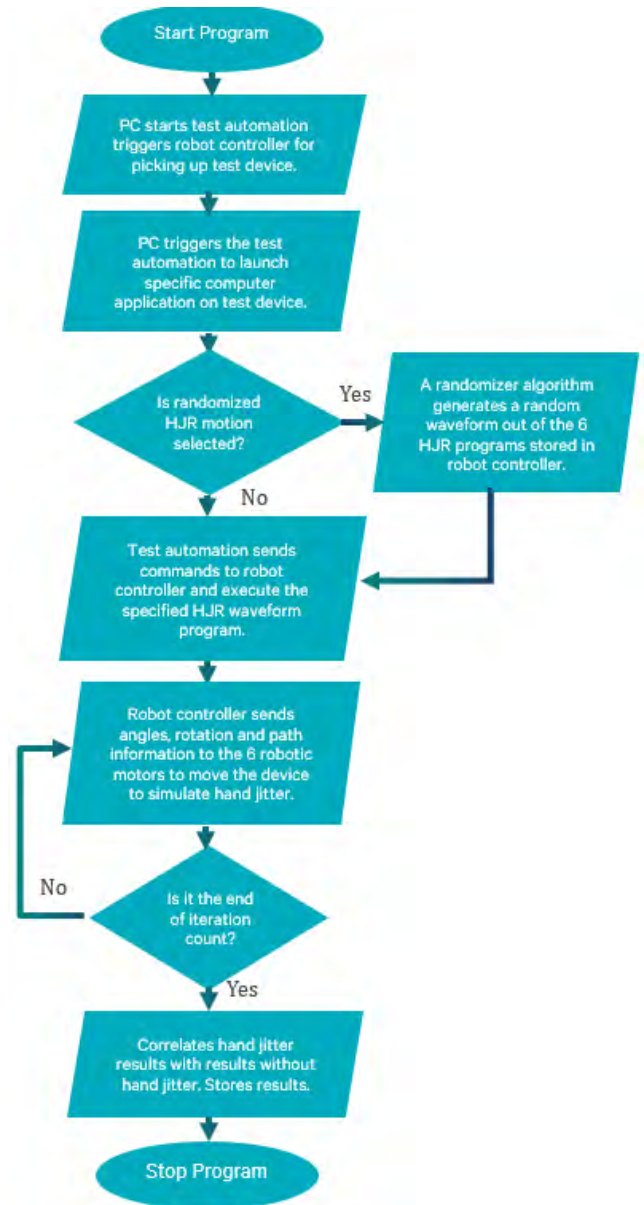 Start Program
PC starts test automation
triggers robot controller for
picking up test device.
PC triggers the test
automation to launch
specific computer
application on test device.
Is randomized
HJR motion
selected?
Yes
A randomizer algorithm
generates a random
waveform out of the 6
HJR programs stored in
robot controller.
No
Test automation sends
commands to robot
controller and execute the
specified HJR waveform
program.
Robot controller sends
angles, rotation and path
information to the 6 robotic
motors to move the device
to simulate hand jitter.
No
Is it the end
of iteration
count?
Yes
Correlates hand jitter
results with results without
hand jitter. Stores results.
Stop Program